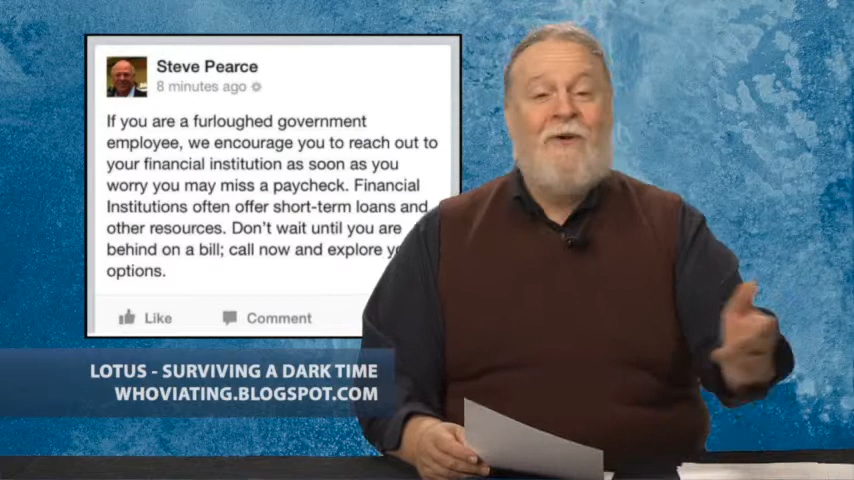 Steve Pearce
8 minutes ago
If you are a furloughed government
employee, we encourage you to reach out to
your financial institution as soon as you
worry you may miss a paycheck. Financial
Institutions often offer short-term loans and
other resources. Don't wait until you are
behind on a bill; call now and explore
options.
Like Comment
LOTUS - SURVIVING A DARK TIME
WHOVIATING.BLOGSPOT.COM